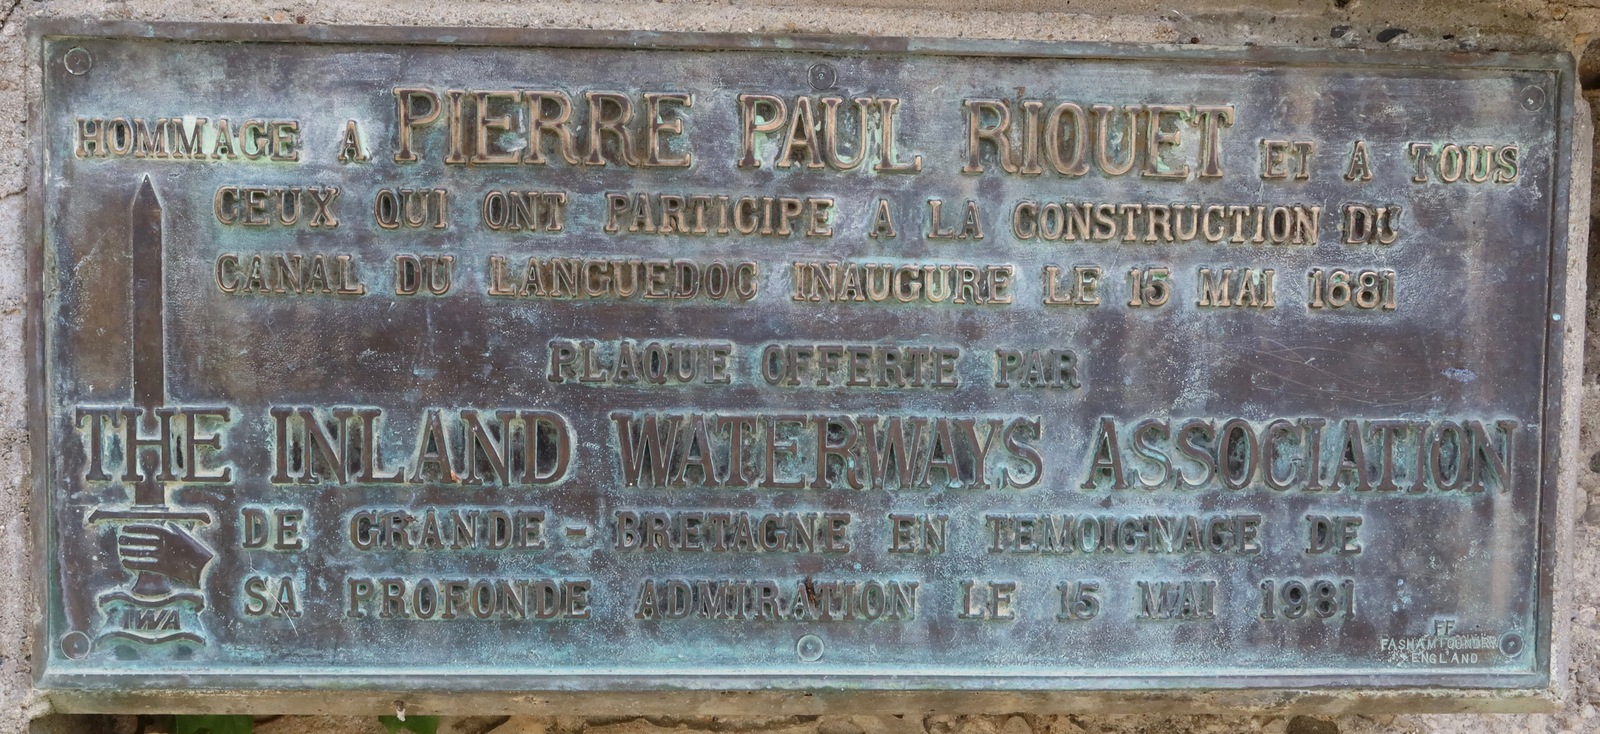 HOMMAGE A PIERRE PAUL RIQUET ET A TOUS
CEUX QUI ONT PARTICIPE A LA CONSTRUCTION DU
CANAL DU LANGUEDOC INAUGURE LE 15 MAI 1681
PLAQUE OFFERTE PAR
THE INLAND WATERWAYS ASSOCIATION
DE GRANDE - BRETAGNE EN TEMOIGNAGE DE
SA PROFONDE ADMIRATION LE 15 MAI 1981
IWA
FF
ENGLAND